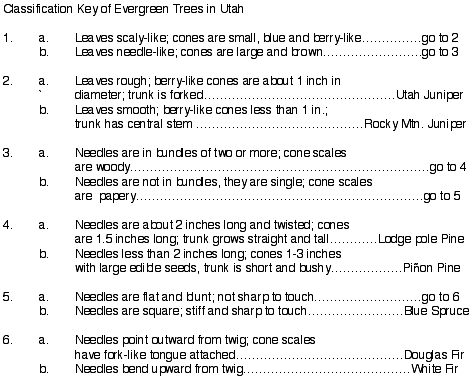 Classification Key of Evergreen Trees in Utah
1. a. Leaves scaly-like; cones are small, blue and berry-like...............go to 2
b. Leaves needle-like; cones are large and brown.........................go to 3
2. a. Leaves rough; berry-like cones are about 1 inch in
` diameter; trunk is forked................................................Utah Juniper
b. Leaves smooth; berry-like cones less than 1 in.;
trunk has central stem ..........................................Rocky Mtn. Juniper
3. a. Needles are in bundles of two or more; cone scales
are woody...........................................................................go to 4
b. Needles are not in bundles, they are single; cone scales
are papery........................................................................go to 5
4. a. Needles are about 2 inches long and twisted; cones
are 1.5 inches long; trunk grows straight and tall............Lodge pole Pine
b. Needles less than 2 inches long; cones 1-3 inches
with large edible seeds, trunk is short and bushy..................Piñon Pine
5. a. Needles are flat and blunt; not sharp to touch...........................go to 6
b. Needles are square; stiff and sharp to touch........................Blue Spruce
6. a. Needles point outward from twig; cone scales
have fork-like tongue attached..........................................Douglas Fir
b. Needles bend upward from twig..........................................White Fir